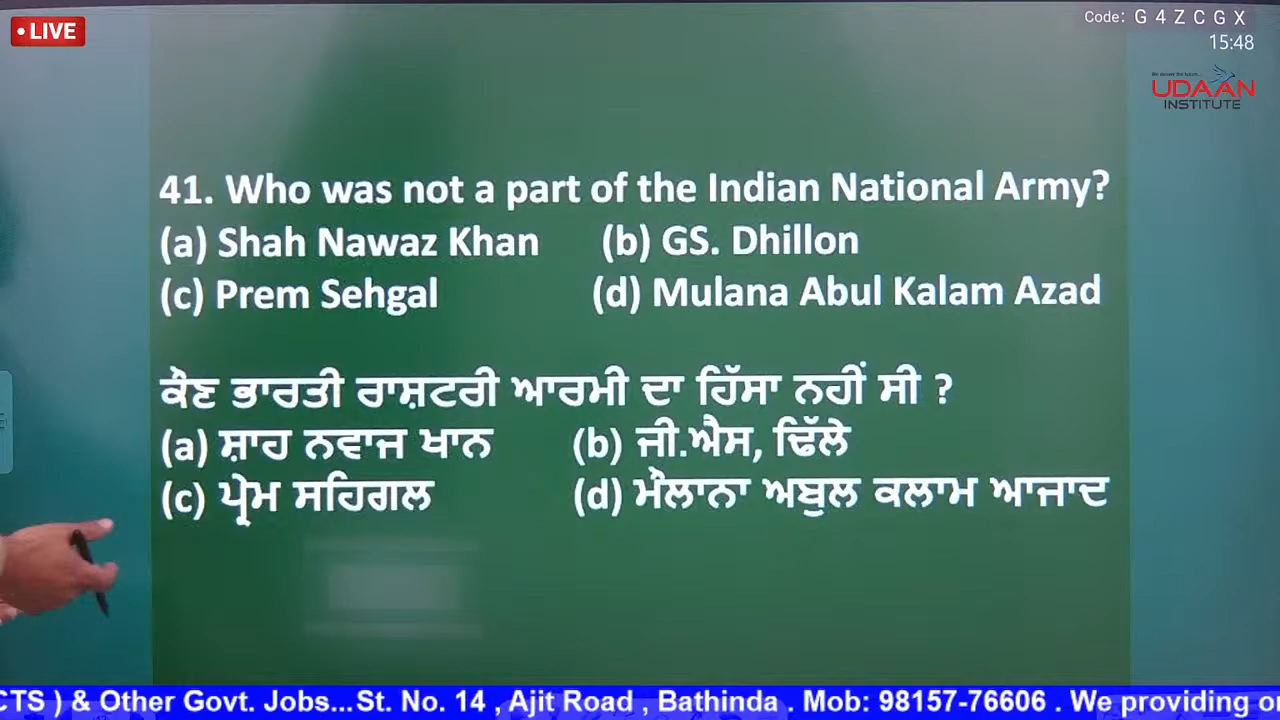 • LIVE
Code: G 4 Z C G X
15:48
UDAAN
INSTITUTE
41. Who was not a part of the Indian National Army?
(a) Shah Nawaz Khan (b) GS. Dhillon
(c) Prem Sehgal (d) Mulana Abul Kalam Azad
ਕੌਣ ਭਾਰਤੀ ਰਾਸ਼ਟਰੀ ਆਰਮੀ ਦਾ ਹਿੱਸਾ ਨਹੀਂ ਸੀ ?
(a) ਸ਼ਾਹ ਨਵਾਜ ਖਾਨ (b) ਜੀ.ਐਸ, ਢਿੱਲੋ
(c) ਪ੍ਰੇਮ ਸਹਿਗਲ (d) ਮੌਲਾਨਾ ਅਬੁਲ ਕਲਾਮ ਆਜਾਦ
CTS ) & Other Govt. Jobs...St. No. 14 , Ajit Road , Bathinda . Mob: 98157-76606 . We providing